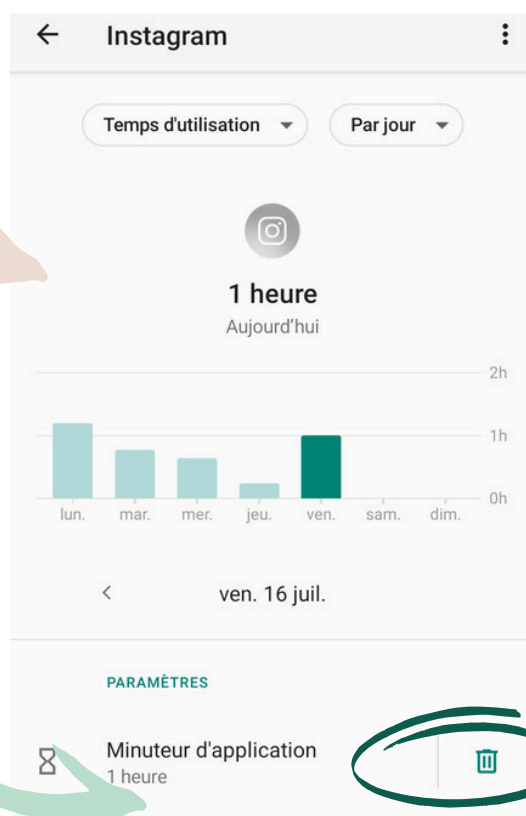 Instagram
Temps d'utilisation Par jour
1 heure
Aujourd'hui
2h
1h
0h
lun. mar. mer. jeu. ven. sam. dim.
ven. 16 juil.
PARAMÈTRES
Minuteur d'application
1 heure